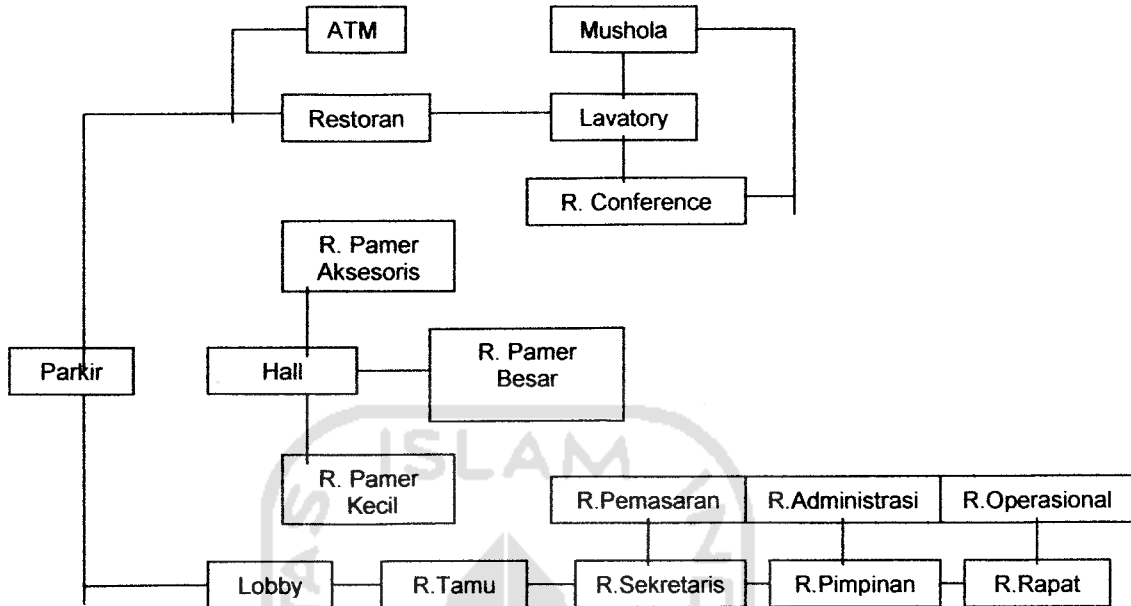 ATM
Mushola
Restoran
Lavatory
R. Conference
R. Pamer
Aksesoris
Parkir
Hall
R. Pamer
Besar
ISLAM
R. Pamer
Kecil
R.Pemasaran
R.Administrasi
R.Operasional
Lobby
R.Tamu
R.Sekretaris
R.Pimpinan
R.Rapat